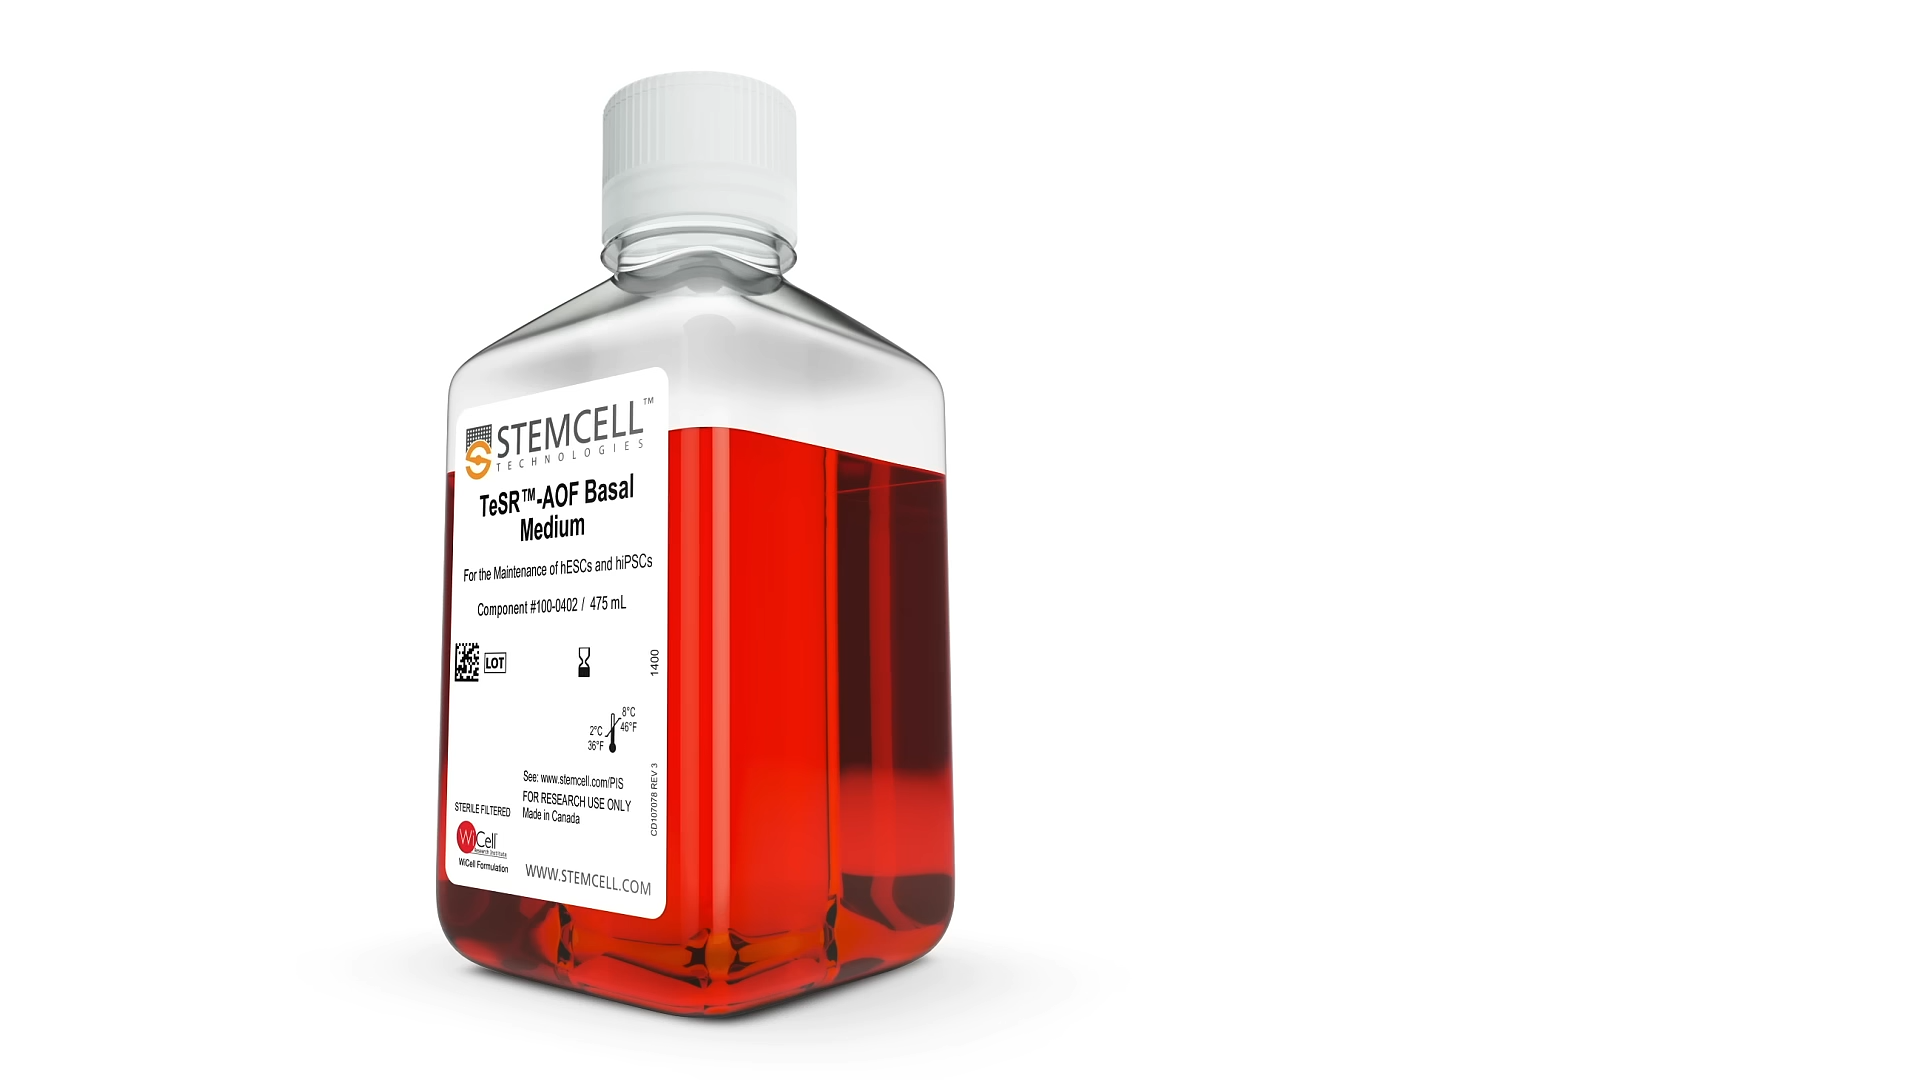 STEMCELL™
TECHNOLOGIES
TeSR™-AOF Basal
Medium
For the Maintenance of hESCs and hiPSCs
Component #100-0402 / 475 mL
LOT
1400
8°C
46°F
2°C
36°F
See: www.stemcell.com/PIS
FOR RESEARCH USE ONLY
Made in Canada
CD107078 REV 3
STERILE FILTERED
WiCell
Research Institute
WiCell Formulation
WWW.STEMCELL.COM